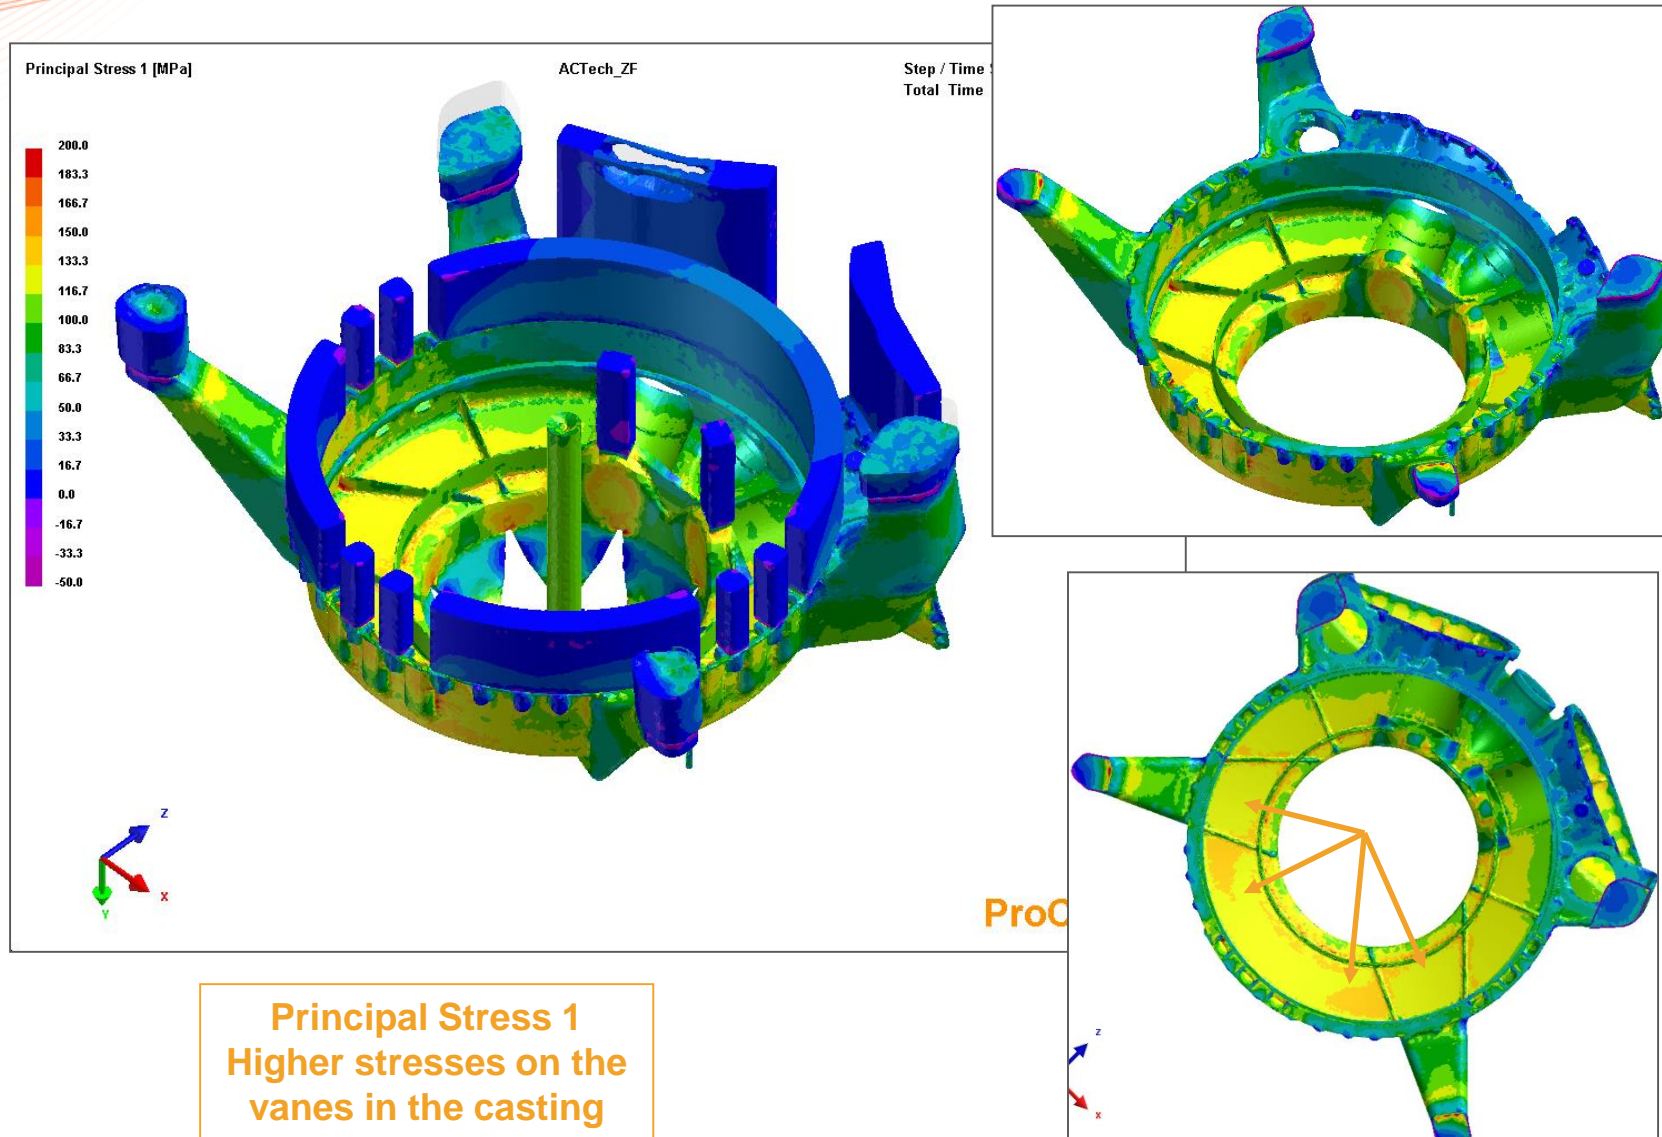 Principal Stress 1 [MPa]
ACTech_ZF
Step / Time
Total Time
200.0
183.3
166.7
150.0
133.3
116.7
100.0
83.3
66.7
50.0
33.3
16.7
0.0
-16.7
-33.3
-50.0
Z
X
Y
ProC
z
x
Principal Stress 1
Higher stresses on the
vanes in the casting